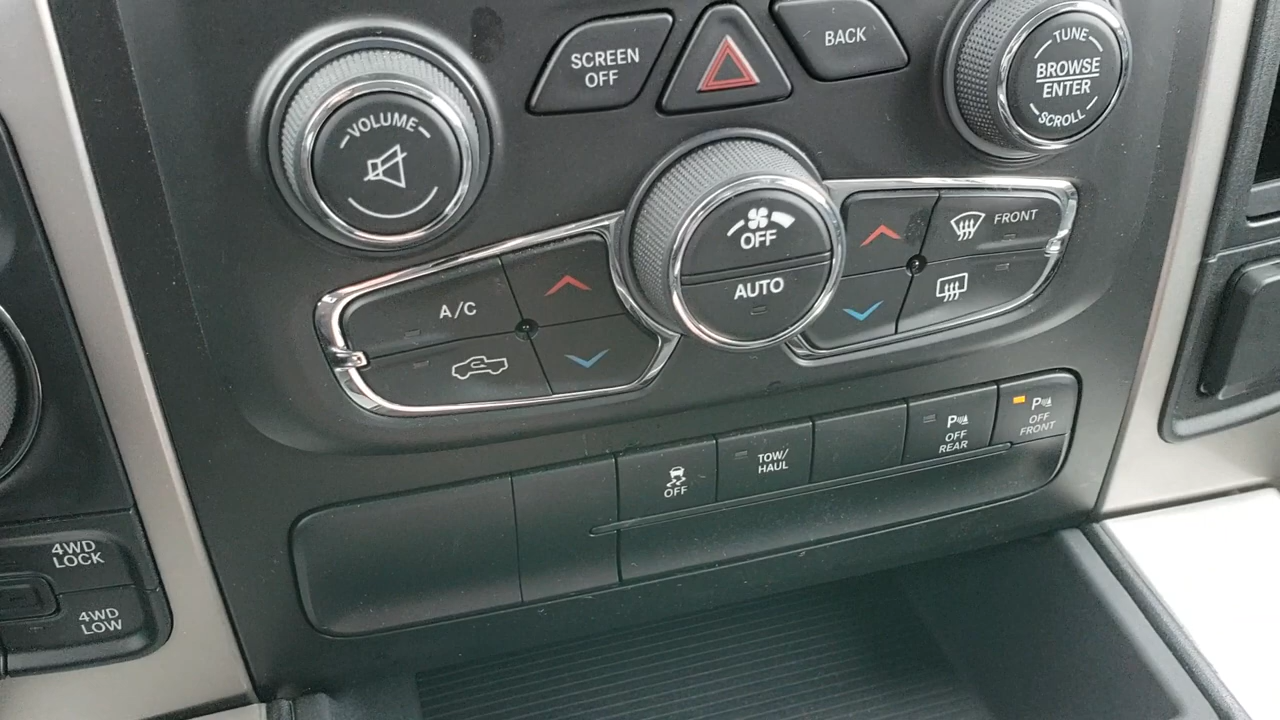 SCREEN
OFF
BACK
TUNE
BROWSE
ENTER
SCROLL
VOLUME
OFF
AUTO
FRONT
A/C
OFF
TOW/
HAUL
P
OFF
REAR
P
OFF
FRONT
4WD
LOCK
4WD
LOW